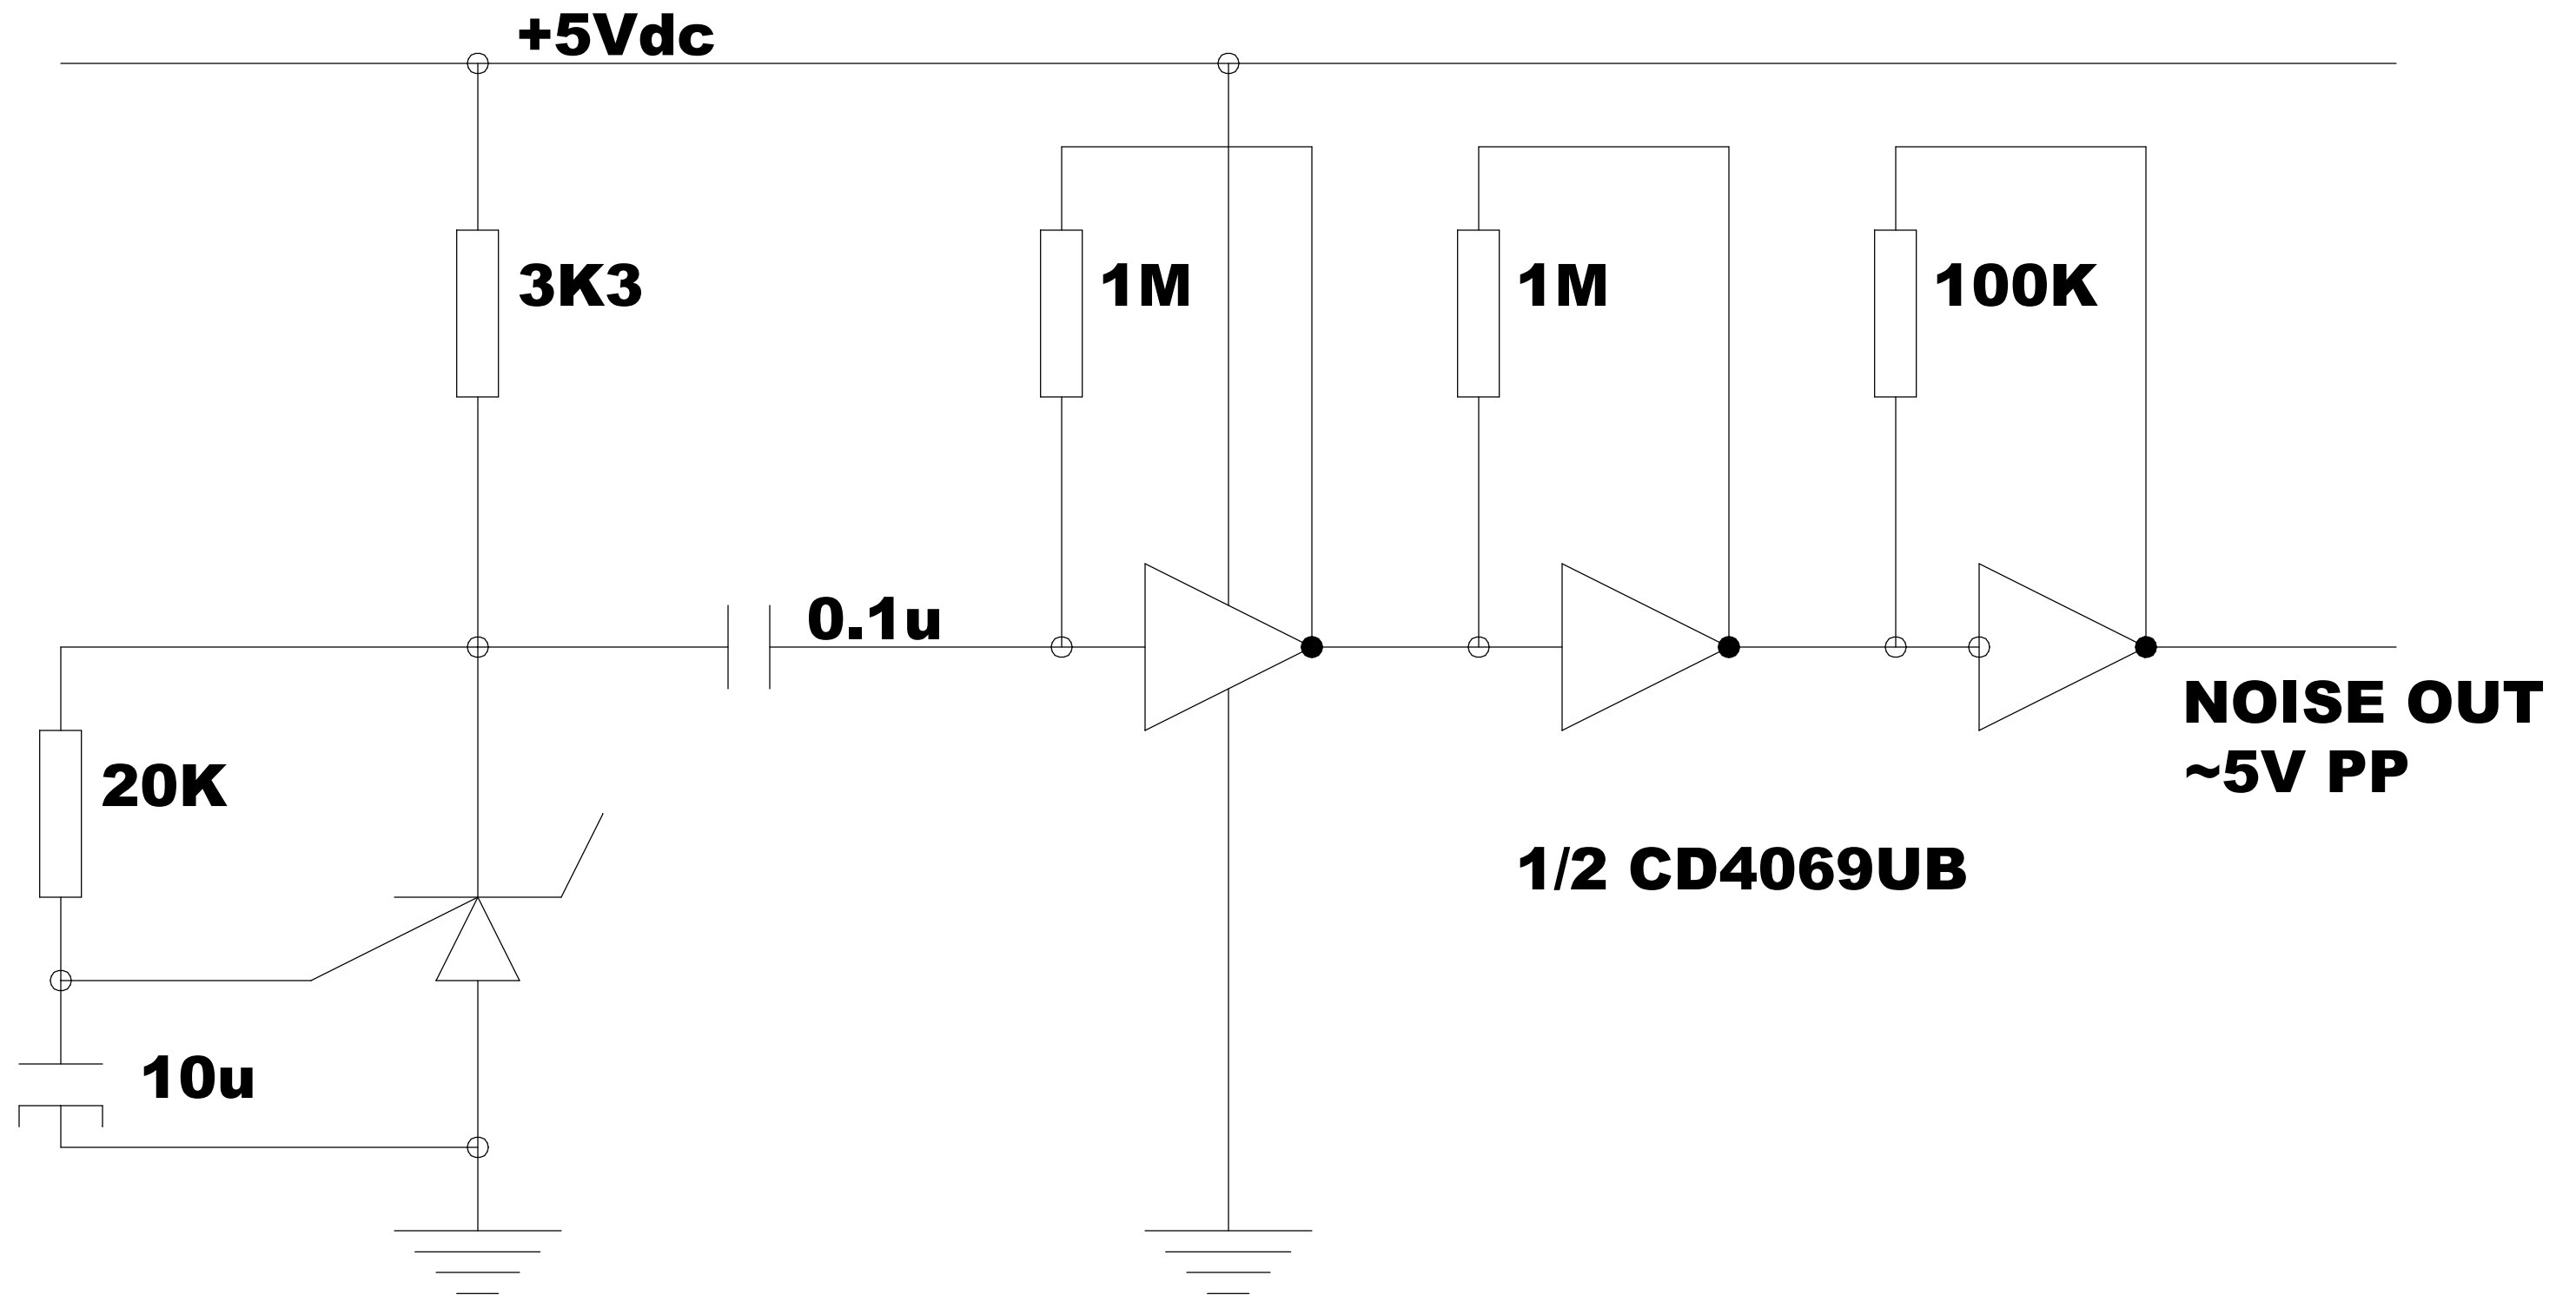 +5Vdc
3K3
1M
1M
100K
0.1u
NOISE OUT
~5V PP
20K
1/2 CD4069UB
10u